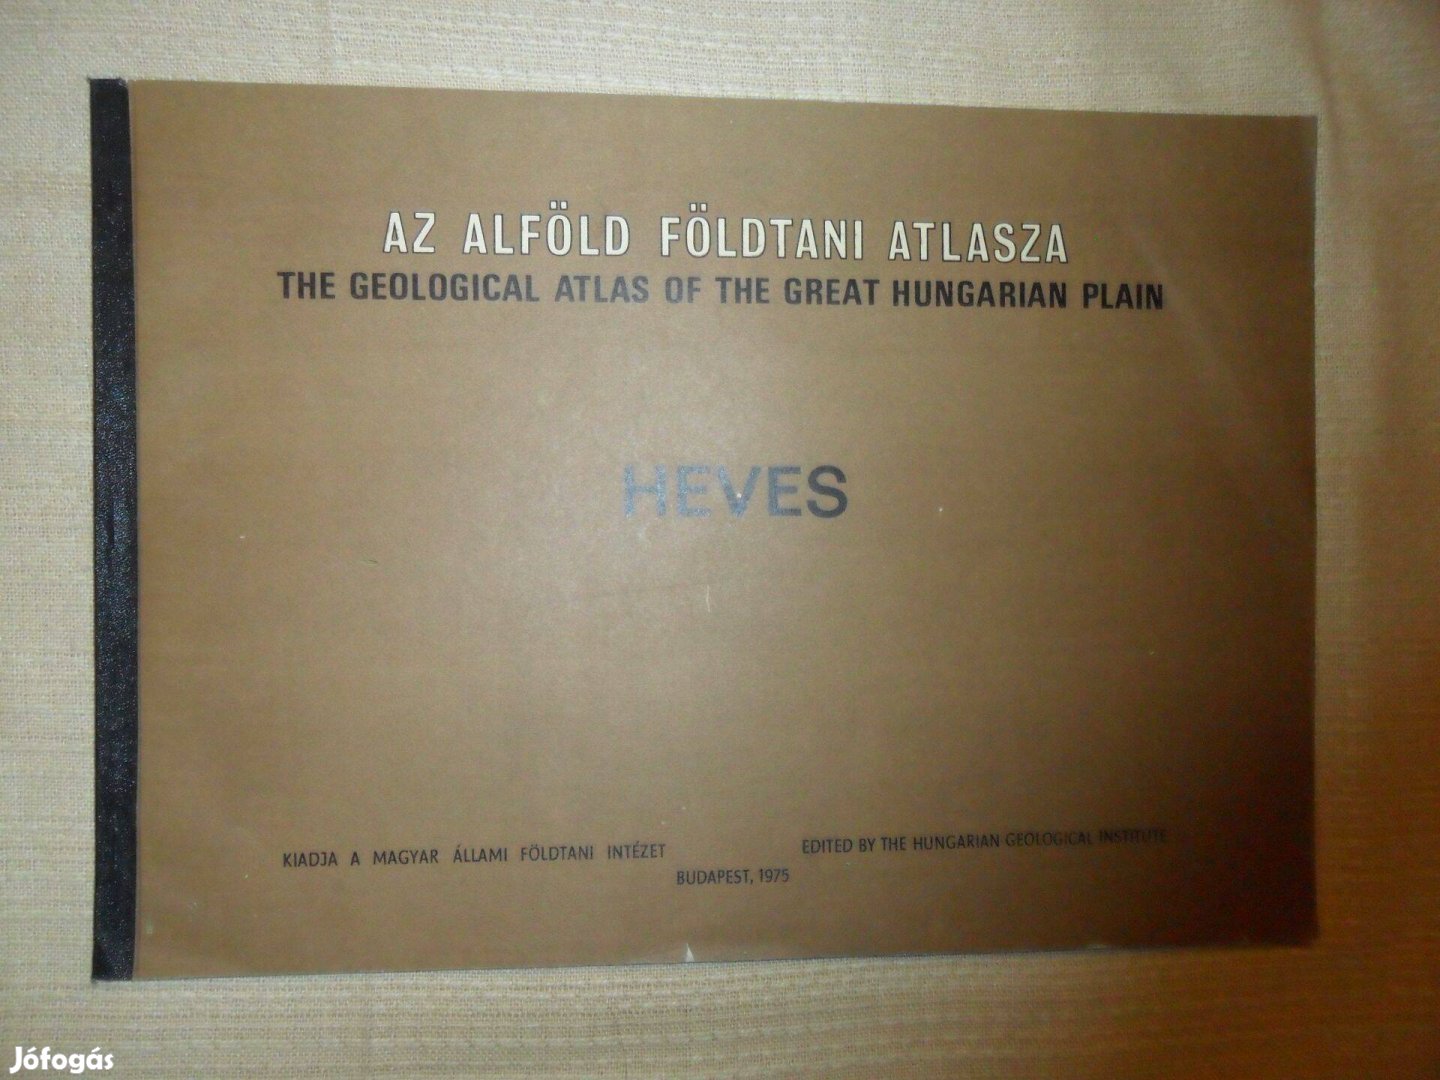 AZ ALFÖLD FÖLDTANI ATLASZA
THE GEOLOGICAL ATLAS OF THE GREAT HUNGARIAN PLAIN
HEVES
KIADJA A MAGYAR ÁLLAMI FÖLDTANI INTÉZET
EDITED BY THE HUNGARIAN GEOLOGICAL INSTITUTE
BUDAPEST, 1975
Jófogás